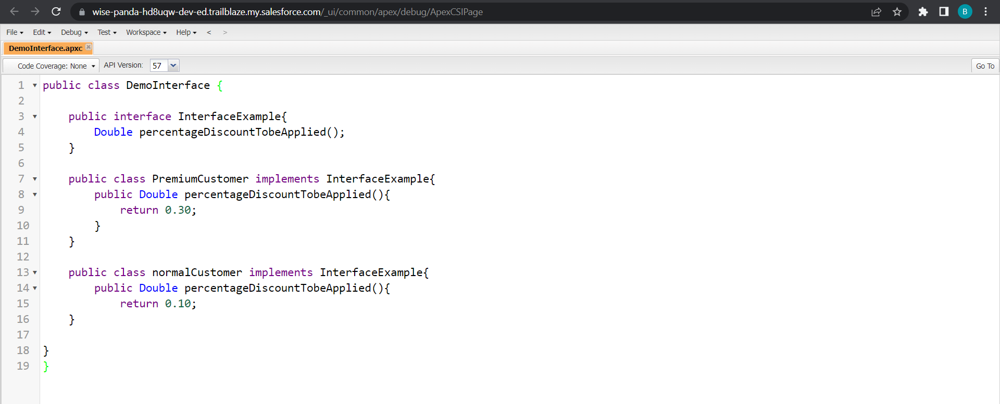 wise-panda-hd8uqw-dev-ed.trailblaze.my.salesforce.com/_ui/common/apex/debug/ApexCSIPage
B
File Edit Debug Test Workspace Help < >
DemoInterface.apxc
Code Coverage: None API Version: 57 Go To
1 public class DemoInterface {
2
3 public interface InterfaceExample{
4 Double percentageDiscountTobeApplied();
5 }
6
7 public class PremiumCustomer implements InterfaceExample{
8 public Double percentageDiscountTobeApplied(){
9 return 0.30;
10 }
11 }
12
13 public class normalCustomer implements InterfaceExample{
14 public Double percentageDiscountTobeApplied(){
15 return 0.10;
16 }
17
18 }
19 }